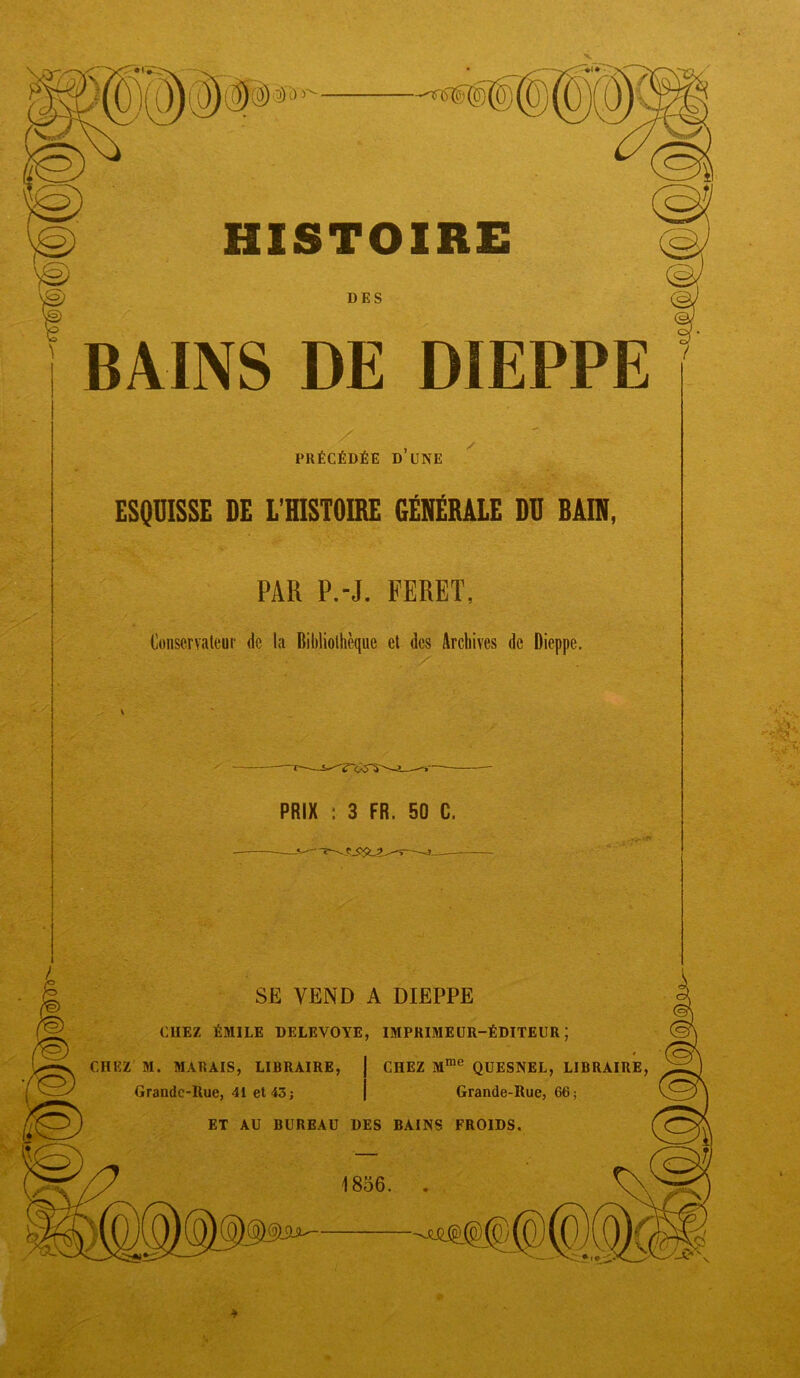 HISTOIRE
DES
BAINS DE DIEPPE
PRÉCÉDÉE D'UNE
ESQUISSE DE L'HISTOIRE GÉNÉRALE DU BAIN,
PAR P.-J. FERET,
Conservateur de la Bibliothèque et des Archives de Dieppe.
PRIX : 3 FR. 50 C.
SE VEND A DIEPPE
CHEZ ÉMILE DELEVOYE, IMPRIMEUR-ÉDITEUR;
CHEZ M. MARAIS, LIBRAIRE,
Grande-Rue, 41 et 43;
CHEZ Mme QUESNEL, LIBRAIRE,
Grande-Rue, 66;
ET AU BUREAU DES BAINS FROIDS.
1856.